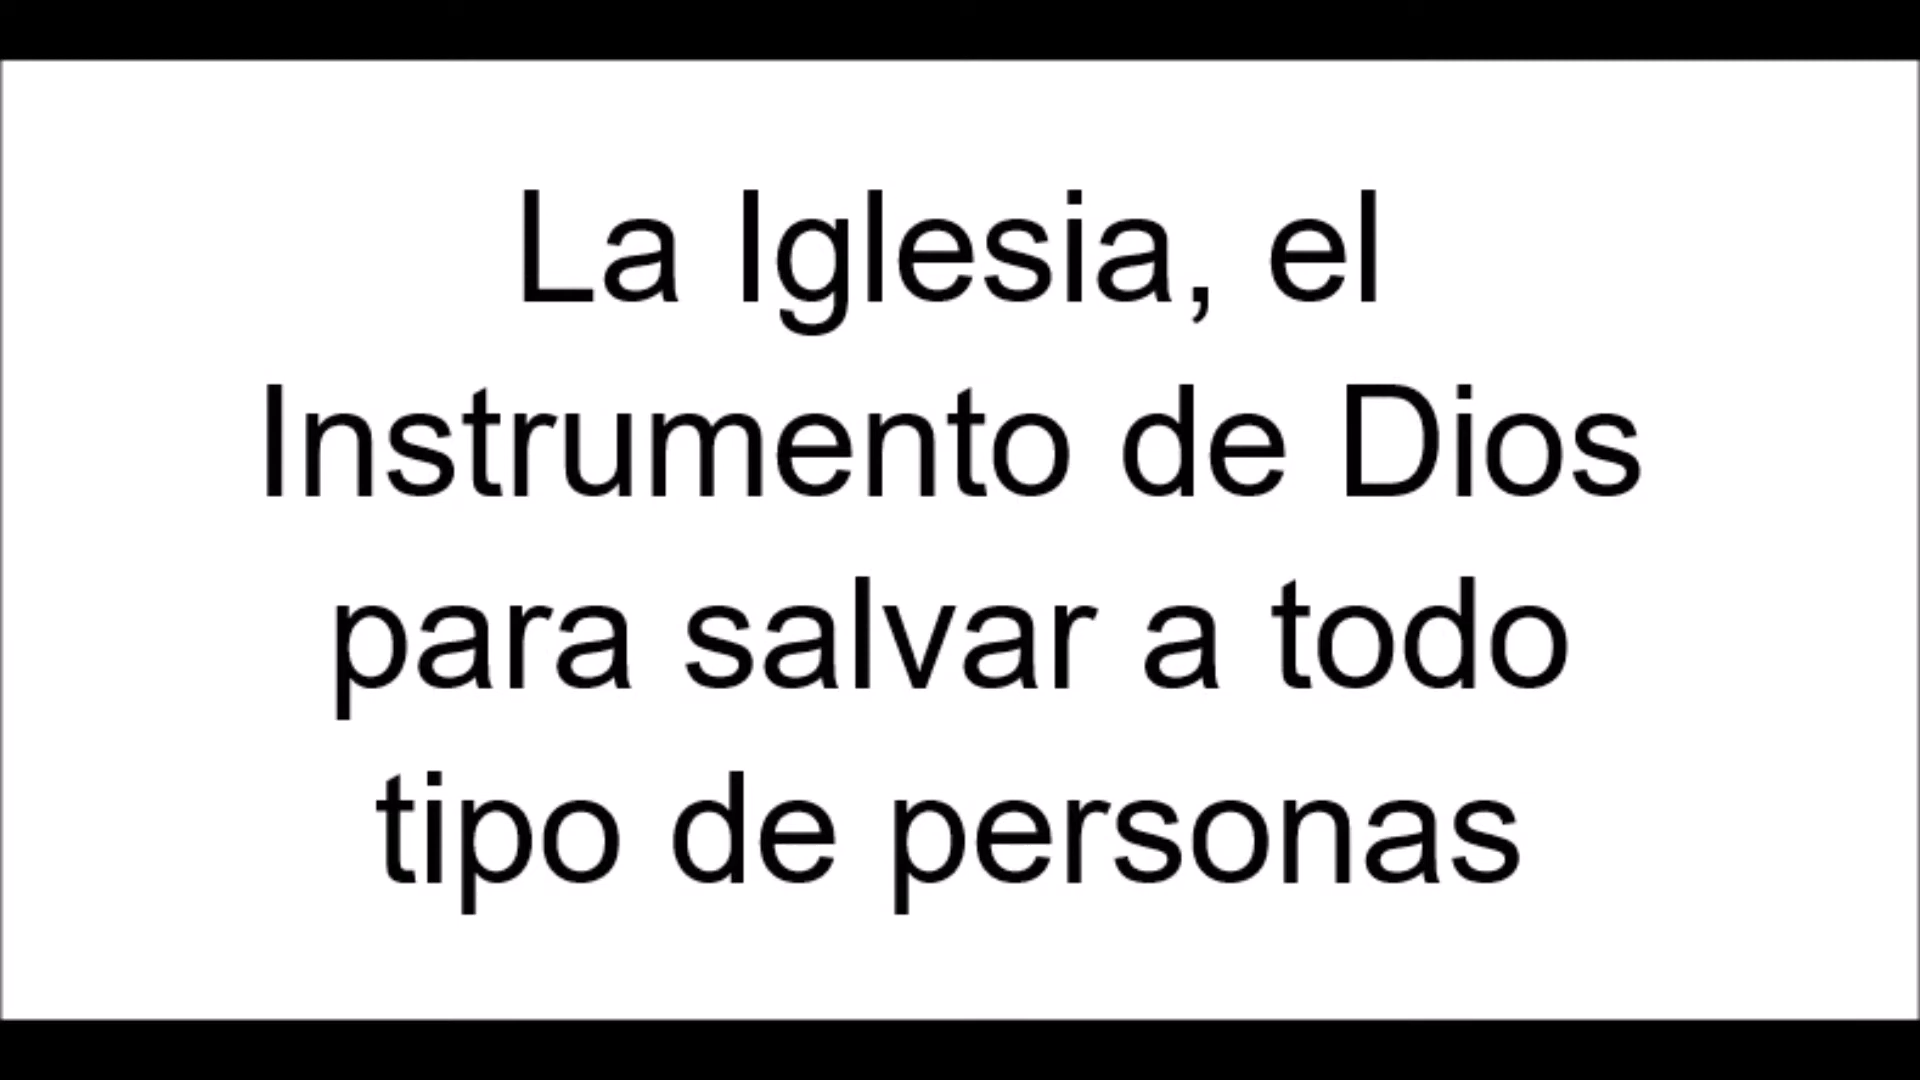 La Iglesia, el
Instrumento de Dios
para salvar a todo
tipo de personas